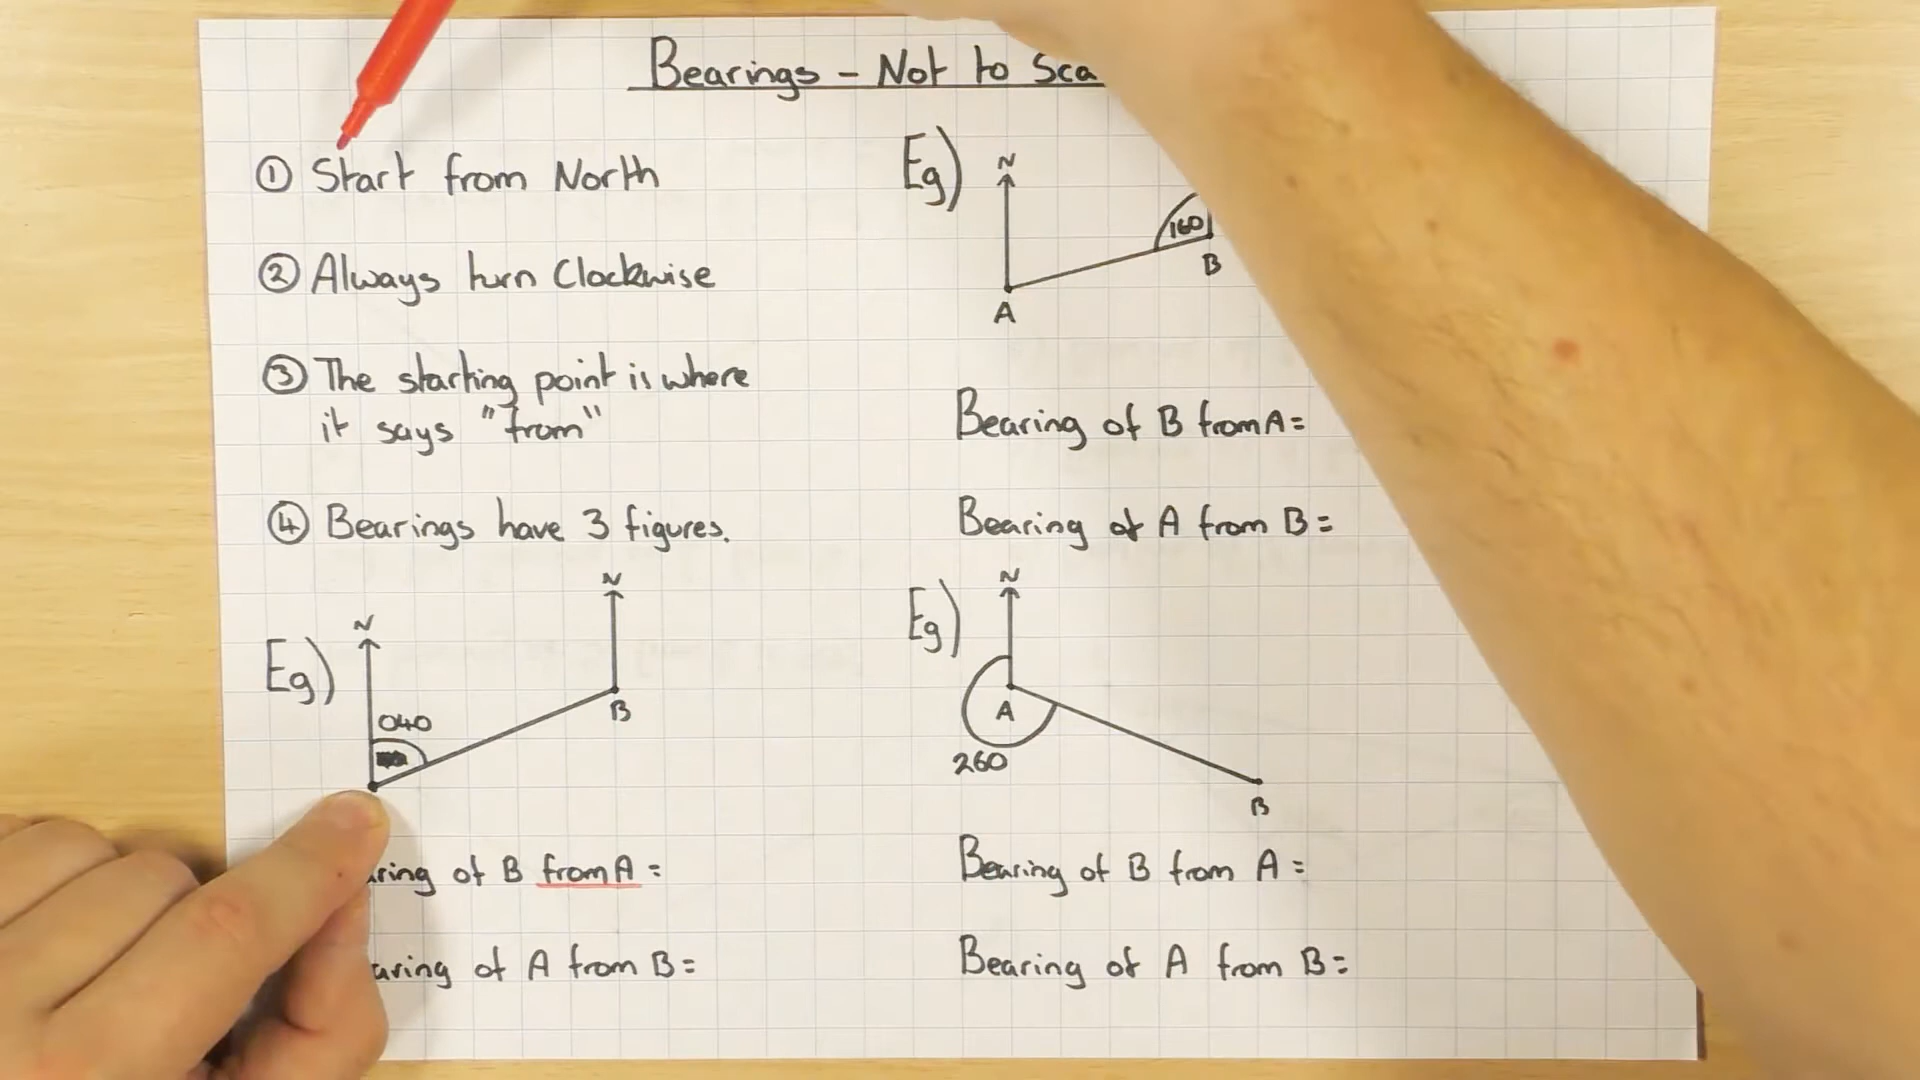 Bearings - Not to Sca
① Start from North
② Always turn Clockwise
③ The starting point is where
it says "from"
④ Bearings have 3 figures.
Eg)
N
040
N
B
ring of B from A =
aring of A from B =
Eg)
N
A
160
B
Bearing of B from A =
Bearing of A from B =
Eg)
N
A
260
B
Bearing of B from A =
Bearing of A from B =